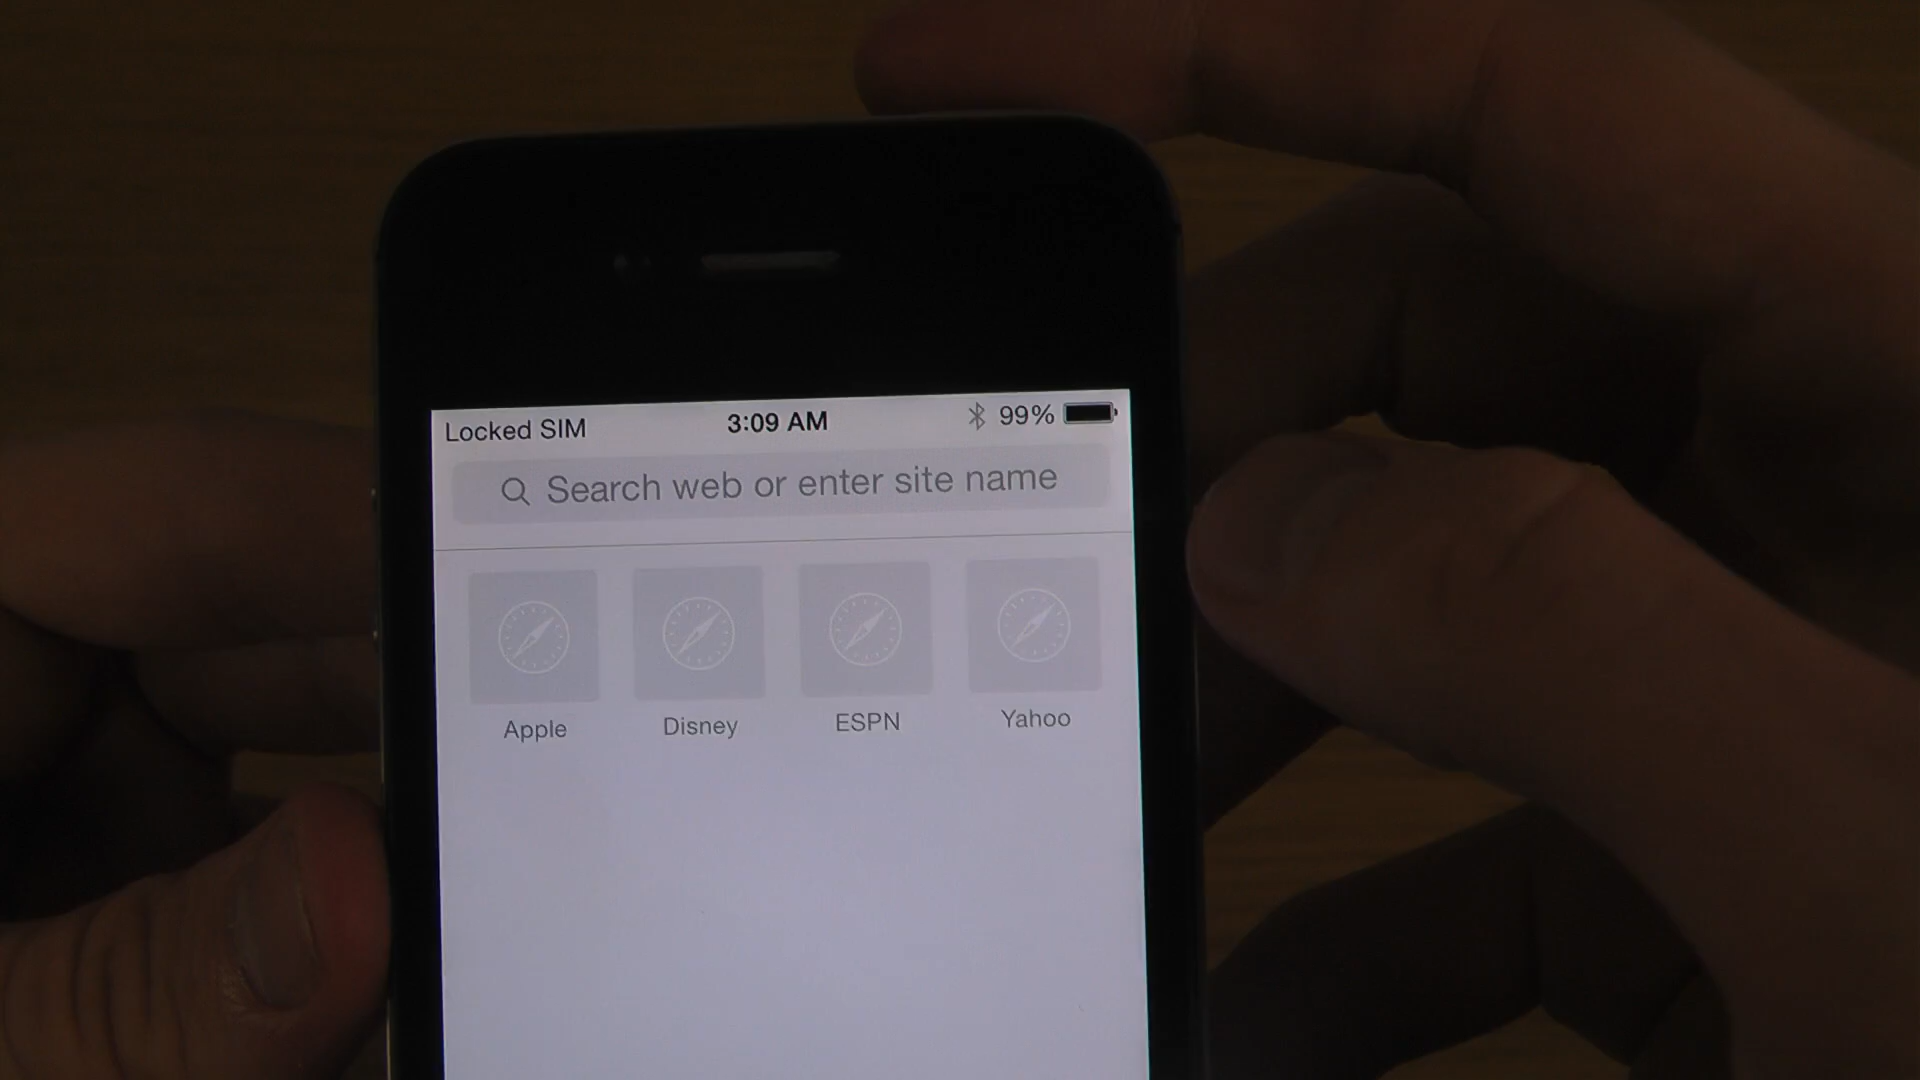 Locked SIM 3:09 AM 99%
Search web or enter site name
Apple Disney ESPN Yahoo